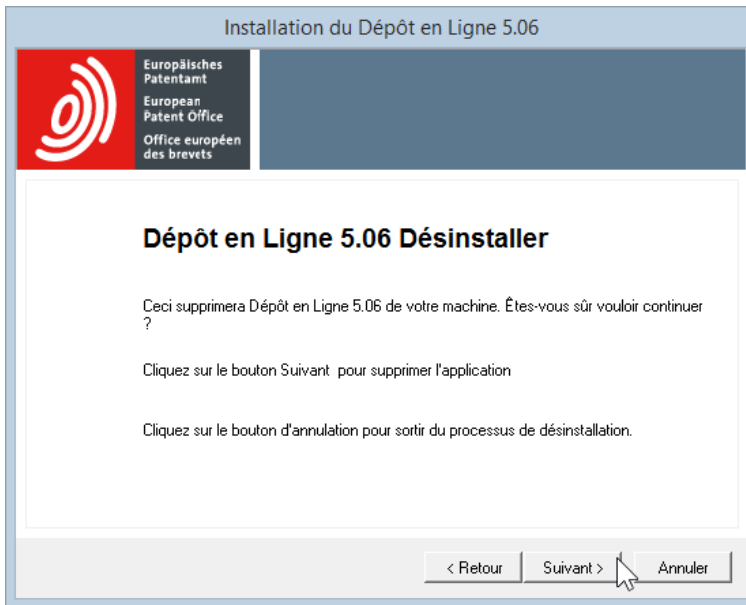 Installation du Dépôt en Ligne 5.06
Europäisches
Patentamt
European
Patent Office
Office européen
des brevets
Dépôt en Ligne 5.06 Désinstaller
Ceci supprimera Dépôt en Ligne 5.06 de votre machine. Êtes-vous sûr vouloir continuer
?
Cliquez sur le bouton Suivant  pour supprimer l'application
Cliquez sur le bouton d'annulation pour sortir du processus de désinstallation.
< Retour Suivant > Annuler